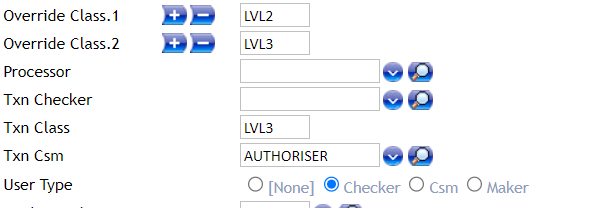 Override Class.1 LVL2
Override Class.2 LVL3
Processor
Txn Checker
Txn Class LVL3
Txn Csm AUTHORISER
User Type [None] Checker Csm Maker